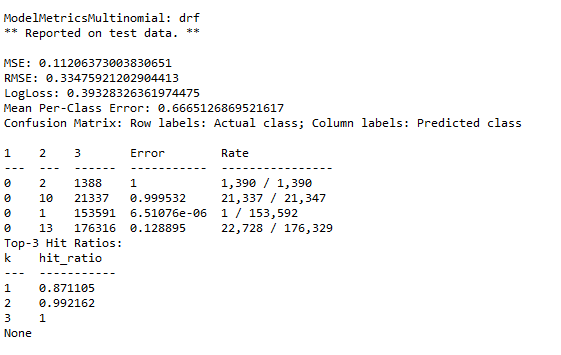 ModelMetricsMultinomial: drf
** Reported on test data. **
MSE: 0.11206373003830651
RMSE: 0.33475921202904413
LogLoss: 0.39328326361974475
Mean Per-Class Error: 0.6665126869521617
Confusion Matrix: Row labels: Actual class; Column labels: Predicted class
1 2 3 Error Rate
--- --- ------ ----------- ----------------
0 2 1388 1 1,390 / 1,390
0 10 21337 0.999532 21,337 / 21,347
0 1 153591 6.51076e-06 1 / 153,592
0 13 176316 0.128895 22,728 / 176,329
Top-3 Hit Ratios:
k hit_ratio
--- -----------
1 0.871105
2 0.992162
3 1
None